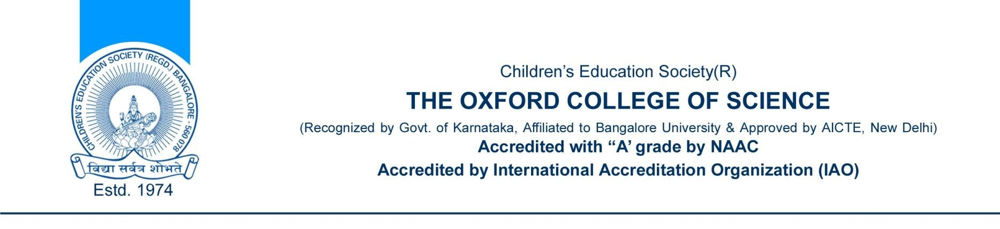 CHILDREN'S EDUCATION SOCIETY (REGD.) BANGALORE - 560 078
विद्या सर्वत्र शोभते
Estd. 1974
Children’s Education Society(R)
THE OXFORD COLLEGE OF SCIENCE
(Recognized by Govt. of Karnataka, Affiliated to Bangalore University & Approved by AICTE, New Delhi)
Accredited with “A’ grade by NAAC
Accredited by International Accreditation Organization (IAO)